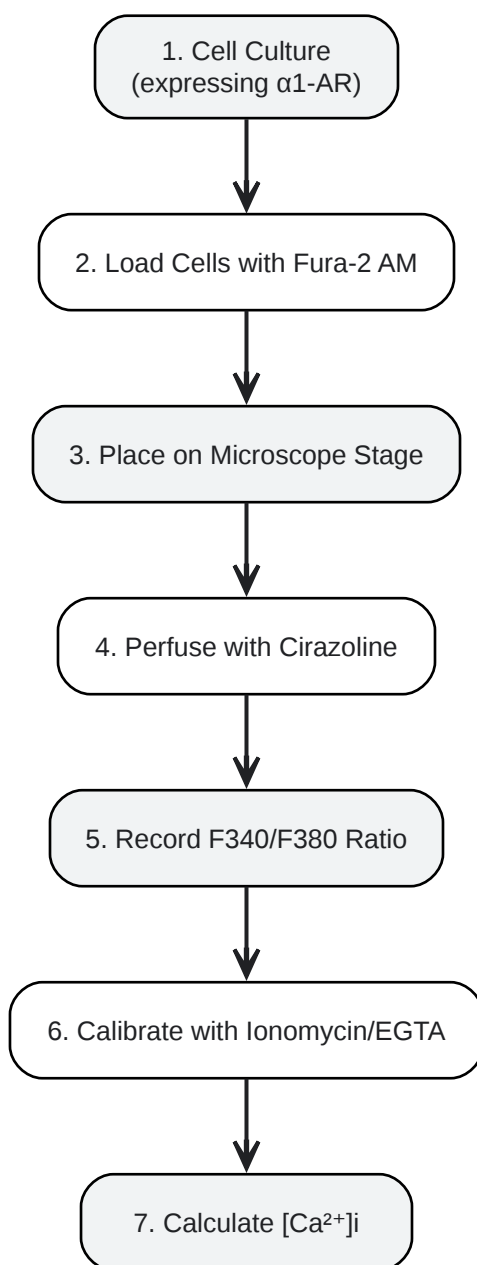 1. Cell Culture
(expressing α1-AR)
2. Load Cells with Fura-2 AM
3. Place on Microscope Stage
4. Perfuse with Cirazoline
5. Record F340/F380 Ratio
6. Calibrate with Ionomycin/EGTA
7. Calculate [Ca²⁺]i